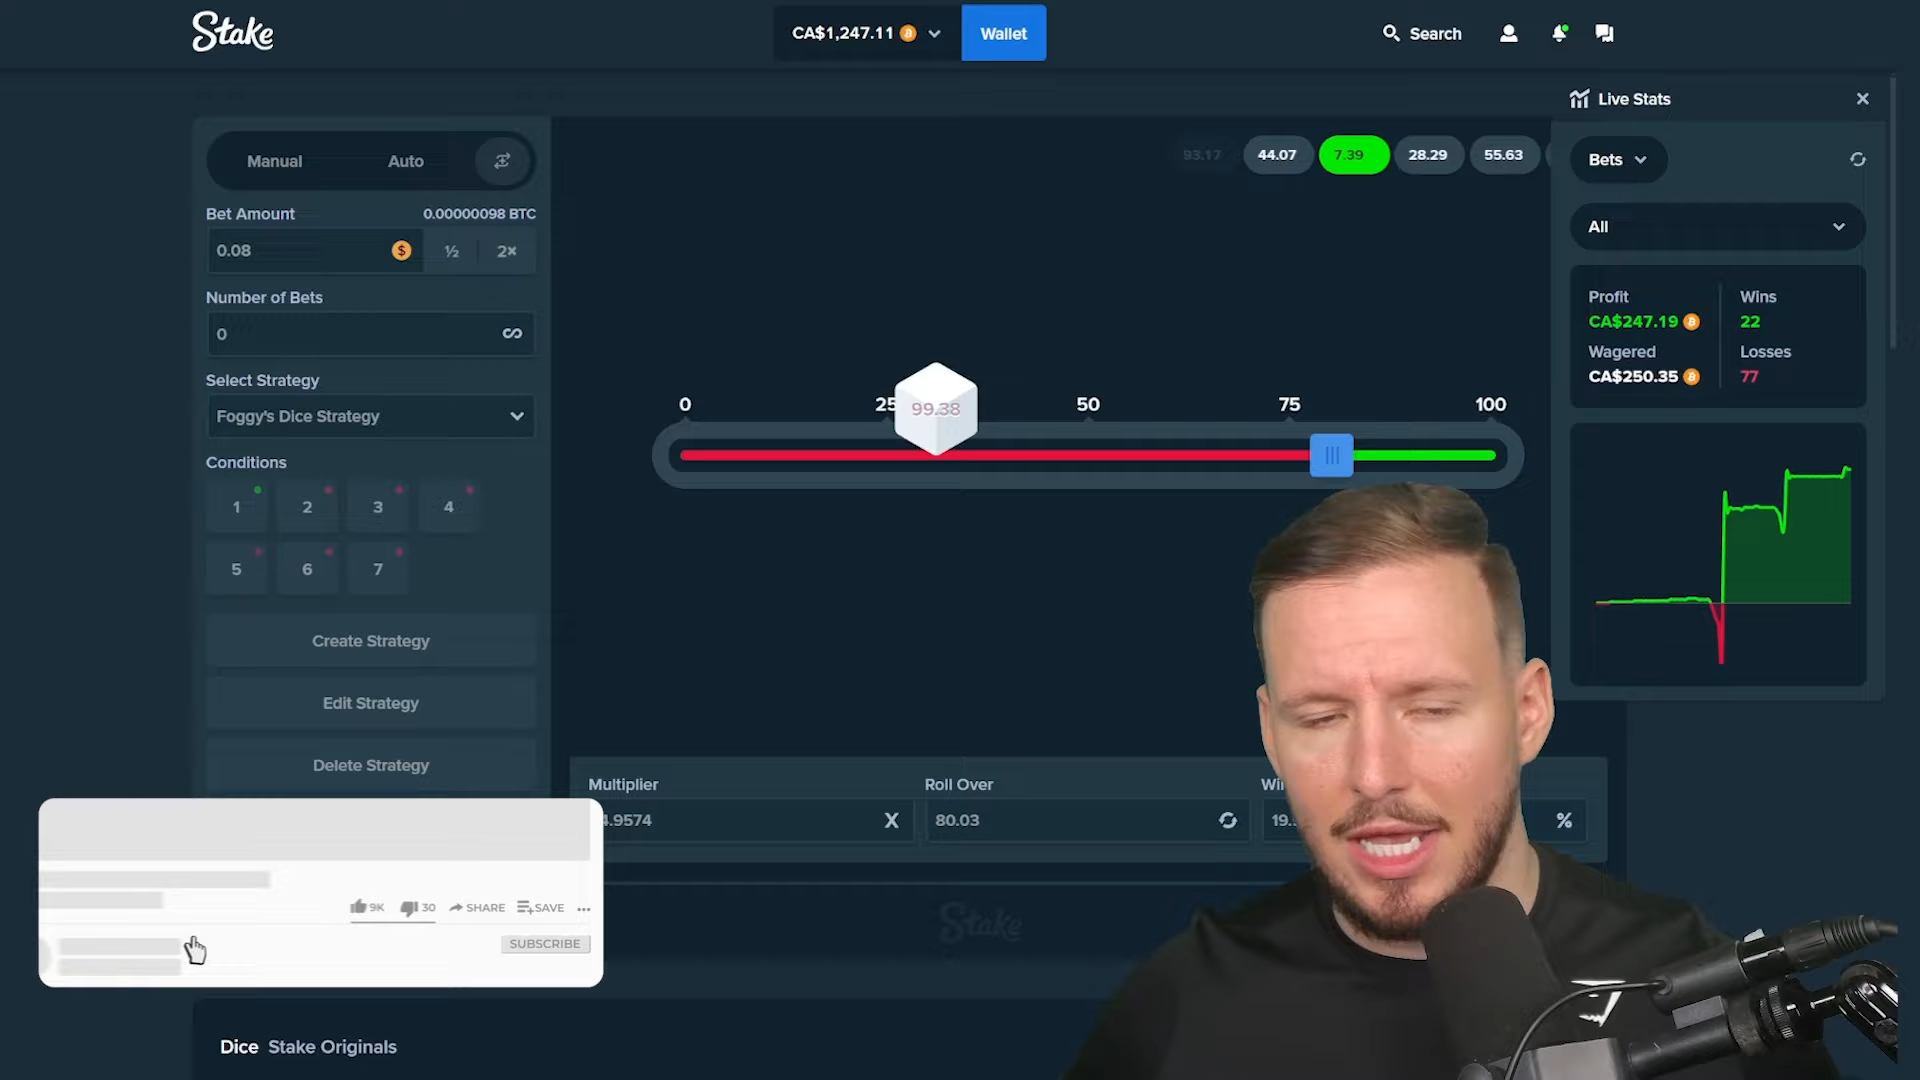 Stake
CA$1,247.11
Wallet
Search
Live Stats
Manual
Auto
93.17
44.07
7.39
28.29
55.63
Bets
Bet Amount
0.00000098 BTC
0.08
$
½
2×
All
Number of Bets
0
Profit
CA$247.19
Wins
22
Wagered
CA$250.35
Losses
77
Select Strategy
Foggy's Dice Strategy
0
25
99.38
50
75
100
Conditions
1
2
3
4
5
6
7
Create Strategy
Edit Strategy
Delete Strategy
Multiplier
Roll Over
.9574
X
80.03
%
9K
30
SHARE
SAVE
...
SUBSCRIBE
Stake
Dice
Stake Originals